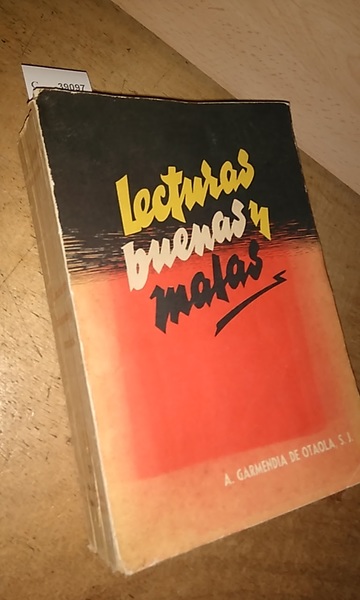 C 39097
Lecturas
buenas y
malas
A. GARMENDIA DE OTAOLA, S. I.